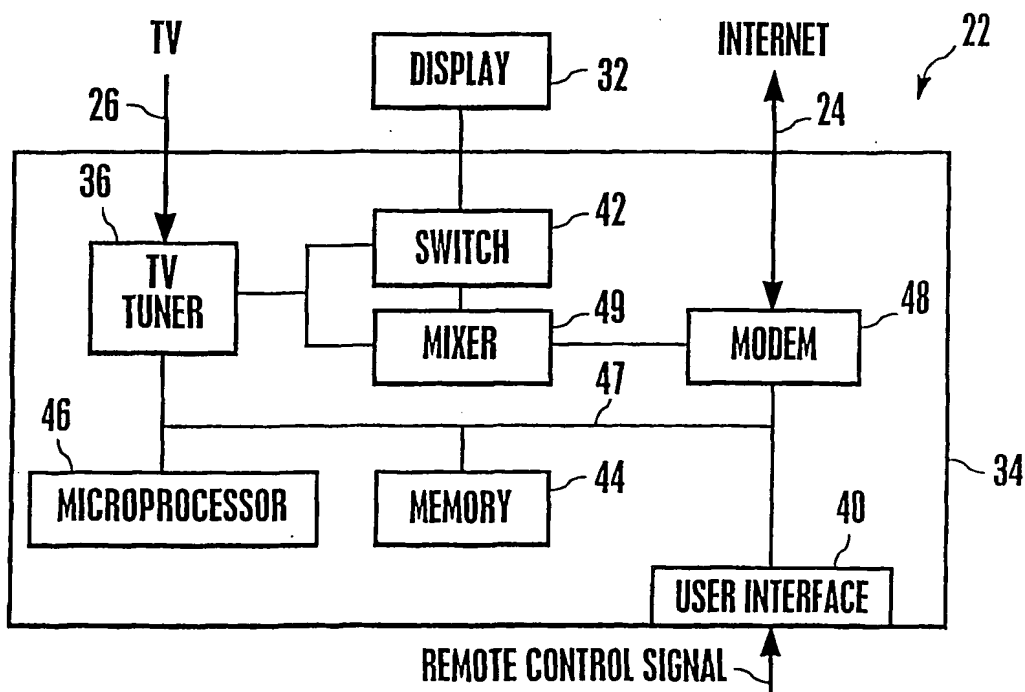 TV
DISPLAY
INTERNET
22
32
26
24
36
42
TV
TUNER
SWITCH
49
48
MIXER
MODEM
47
46
MICROPROCESSOR
MEMORY
44
34
40
USER INTERFACE
REMOTE CONTROL SIGNAL